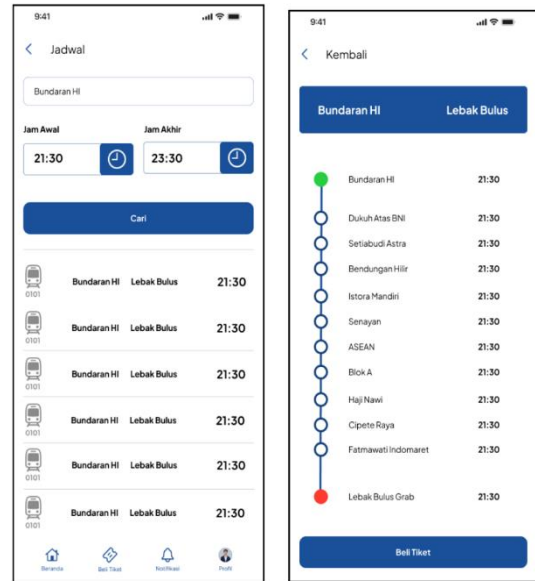 9:41
Jadwal
Bundaran HI
Jam Awal Jam Akhir
21:30 23:30
Cari
Bundaran HI Lebak Bulus 21:30
0101
Bundaran HI Lebak Bulus 21:30
0101
Bundaran HI Lebak Bulus 21:30
0101
Bundaran HI Lebak Bulus 21:30
0101
Bundaran HI Lebak Bulus 21:30
0101
Bundaran HI Lebak Bulus 21:30
0101
Beranda Beli Tiket Notifikasi Profil
9:41
Kembali
Bundaran HI Lebak Bulus
Bundaran HI 21:30
Dukuh Atas BNI 21:30
Setiabudi Astra 21:30
Bendungan Hilir 21:30
Istora Mandiri 21:30
Senayan 21:30
ASEAN 21:30
Blok A 21:30
Haji Nawi 21:30
Cipete Raya 21:30
Fatmawati Indomaret 21:30
Lebak Bulus Grab 21:30
Beli Tiket